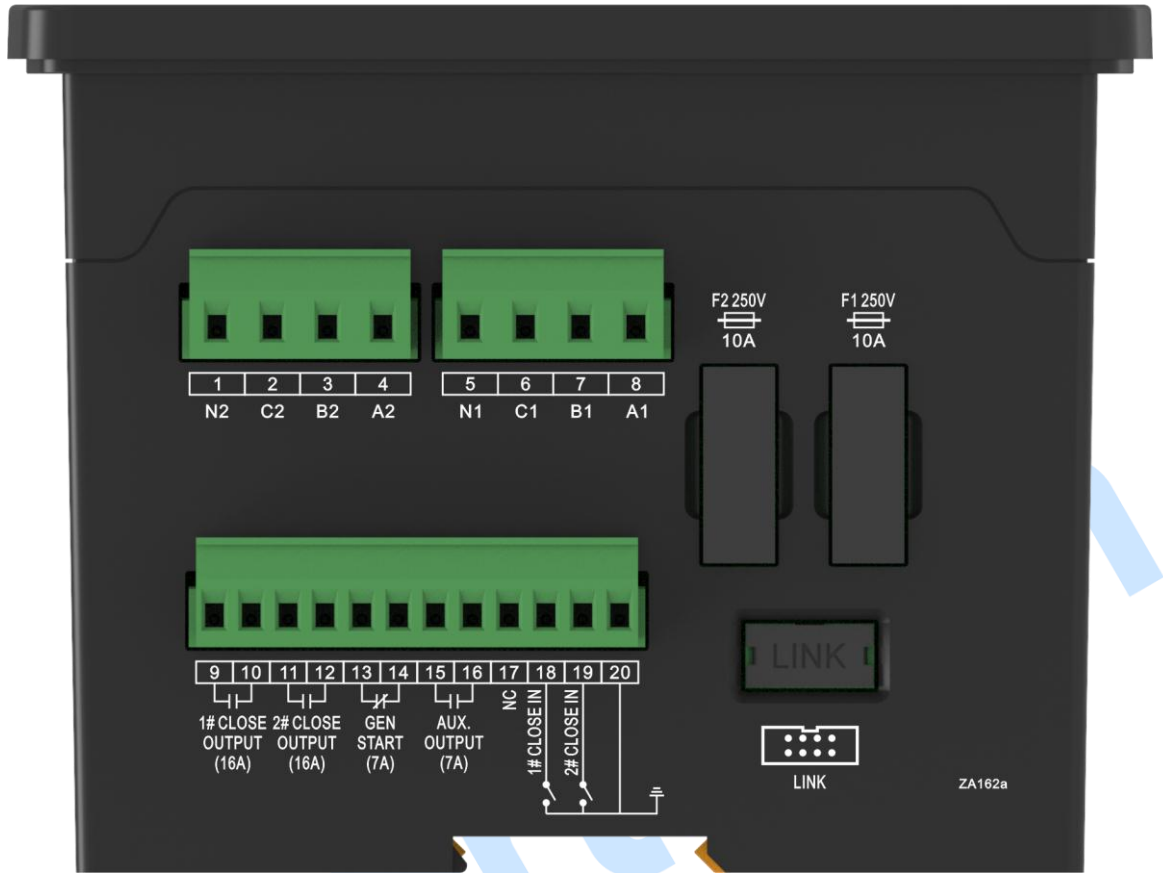 F2 250V
10A
F1 250V
10A
1 2 3 4
N2 C2 B2 A2
5 6 7 8
N1 C1 B1 A1
LINK
9 10 11 12 13 14 15 16 17 18 19 20
1# CLOSE
OUTPUT
(16A)
2# CLOSE
OUTPUT
(16A)
GEN
START
(7A)
AUX.
OUTPUT
(7A)
NC
1# CLOSE IN
2# CLOSE IN
LINK
ZA162a